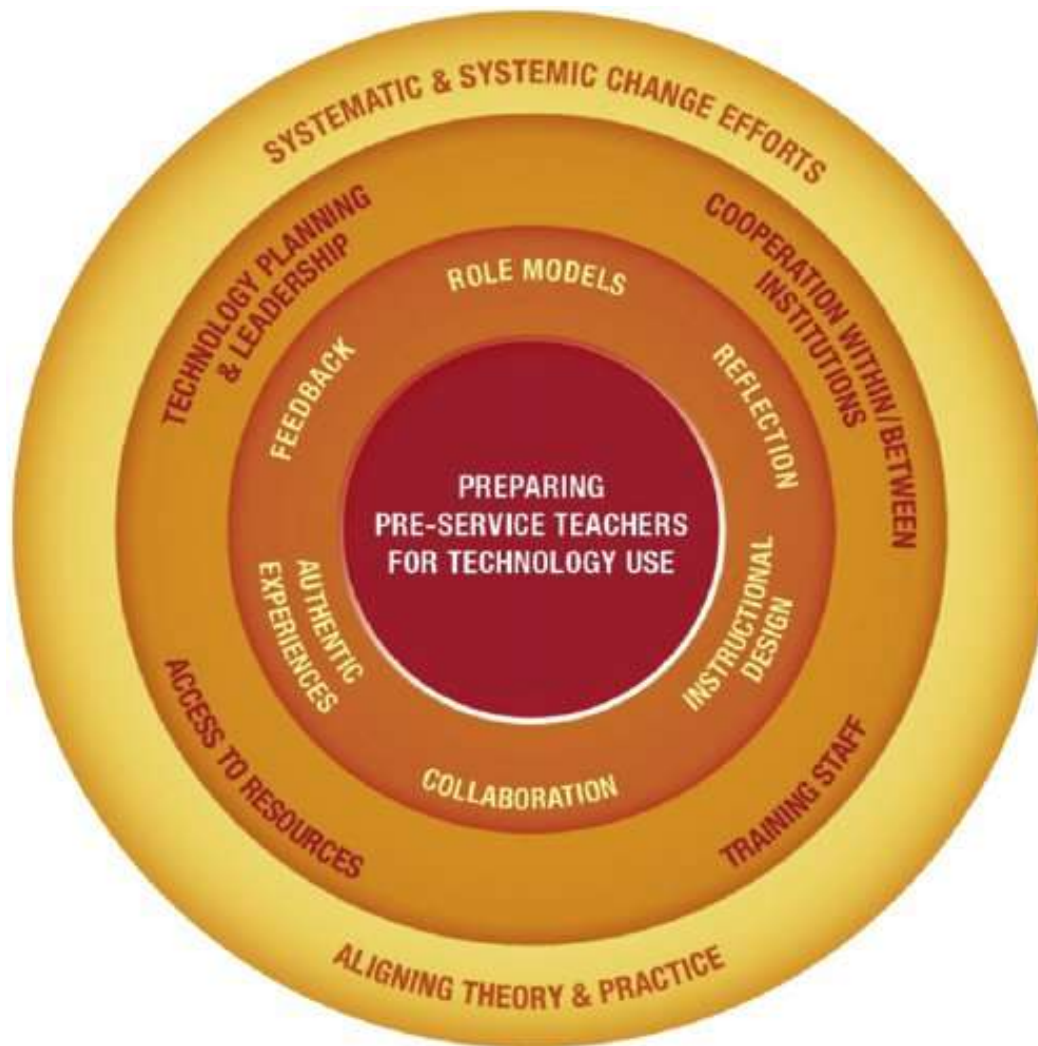 SYSTEMATIC & SYSTEMIC CHANGE EFFORTS
TECHNOLOGY PLANNING
& LEADERSHIP
COOPERATION WITHIN/BETWEEN
INSTITUTIONS
ROLE MODELS
FEEDBACK
REFLECTION
PREPARING
PRE-SERVICE TEACHERS
FOR TECHNOLOGY USE
AUTHENTIC
EXPERIENCES
INSTRUCTIONAL
DESIGN
COLLABORATION
ACCESS TO RESOURCES
TRAINING STAFF
ALIGNING THEORY & PRACTICE